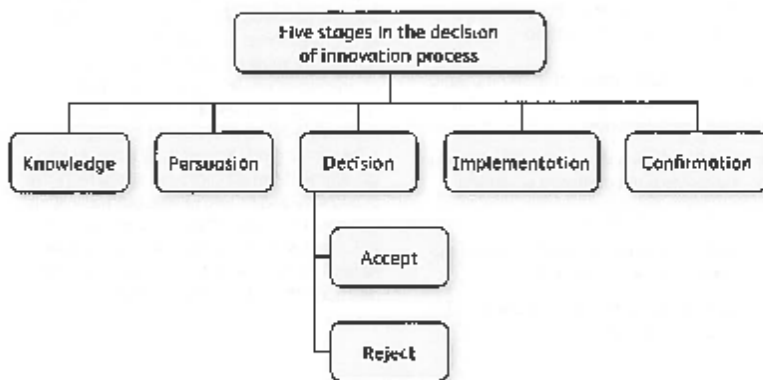 Five stages in the decision
of innovation process
Knowledge
Persuasion
Decision
Implementation
Confirmation
Accept
Reject